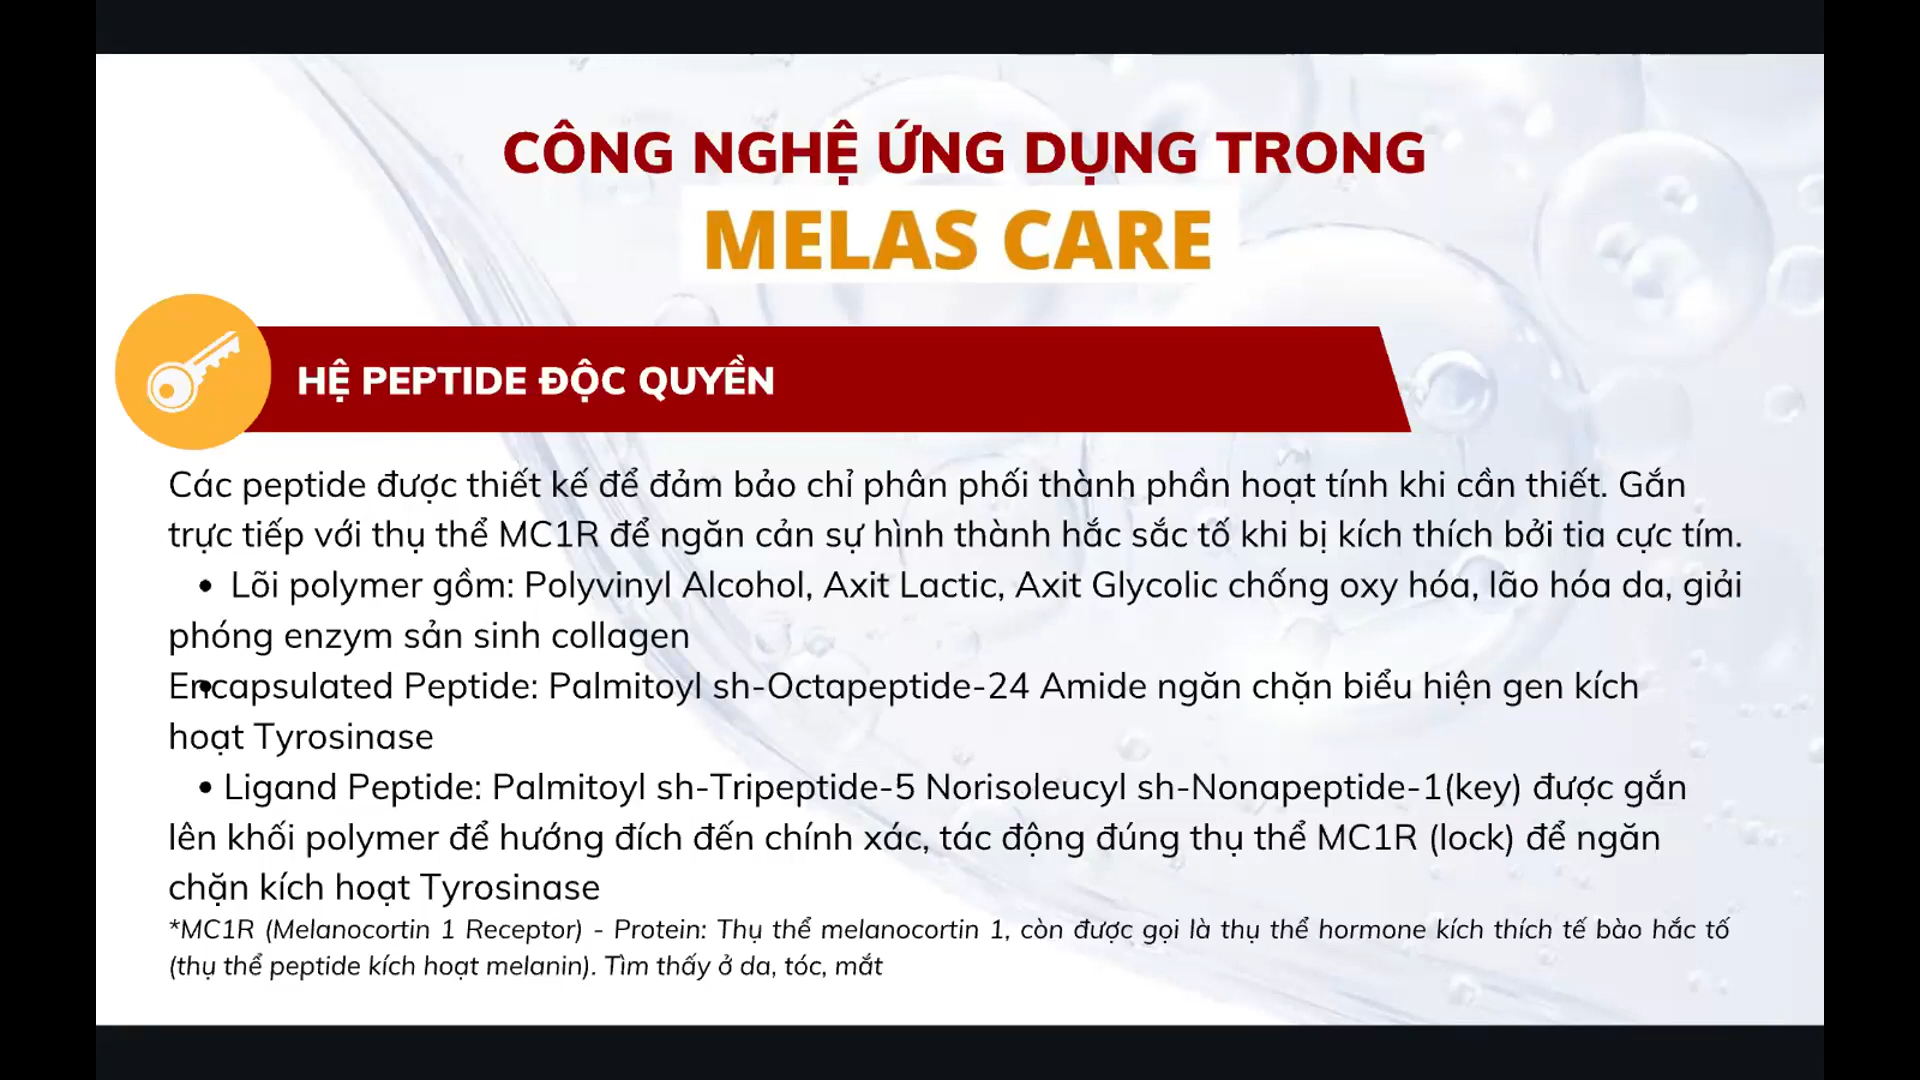 CÔNG NGHỆ ỨNG DỤNG TRONG
MELAS CARE
HỆ PEPTIDE ĐỘC QUYỀN
Các peptide được thiết kế để đảm bảo chỉ phân phối thành phần hoạt tính khi cần thiết. Gắn
trực tiếp với thụ thể MC1R để ngăn cản sự hình thành hắc sắc tố khi bị kích thích bởi tia cực tím.
• Lõi polymer gồm: Polyvinyl Alcohol, Axit Lactic, Axit Glycolic chống oxy hóa, lão hóa da, giải
phóng enzym sản sinh collagen
• Encapsulated Peptide: Palmitoyl sh-Octapeptide-24 Amide ngăn chặn biểu hiện gen kích
hoạt Tyrosinase
• Ligand Peptide: Palmitoyl sh-Tripeptide-5 Norisoleucyl sh-Nonapeptide-1(key) được gắn
lên khối polymer để hướng đích đến chính xác, tác động đúng thụ thể MC1R (lock) để ngăn
chặn kích hoạt Tyrosinase
*MC1R (Melanocortin 1 Receptor) - Protein: Thụ thể melanocortin 1, còn được gọi là thụ thể hormone kích thích tế bào hắc tố
(thụ thể peptide kích hoạt melanin). Tìm thấy ở da, tóc, mắt